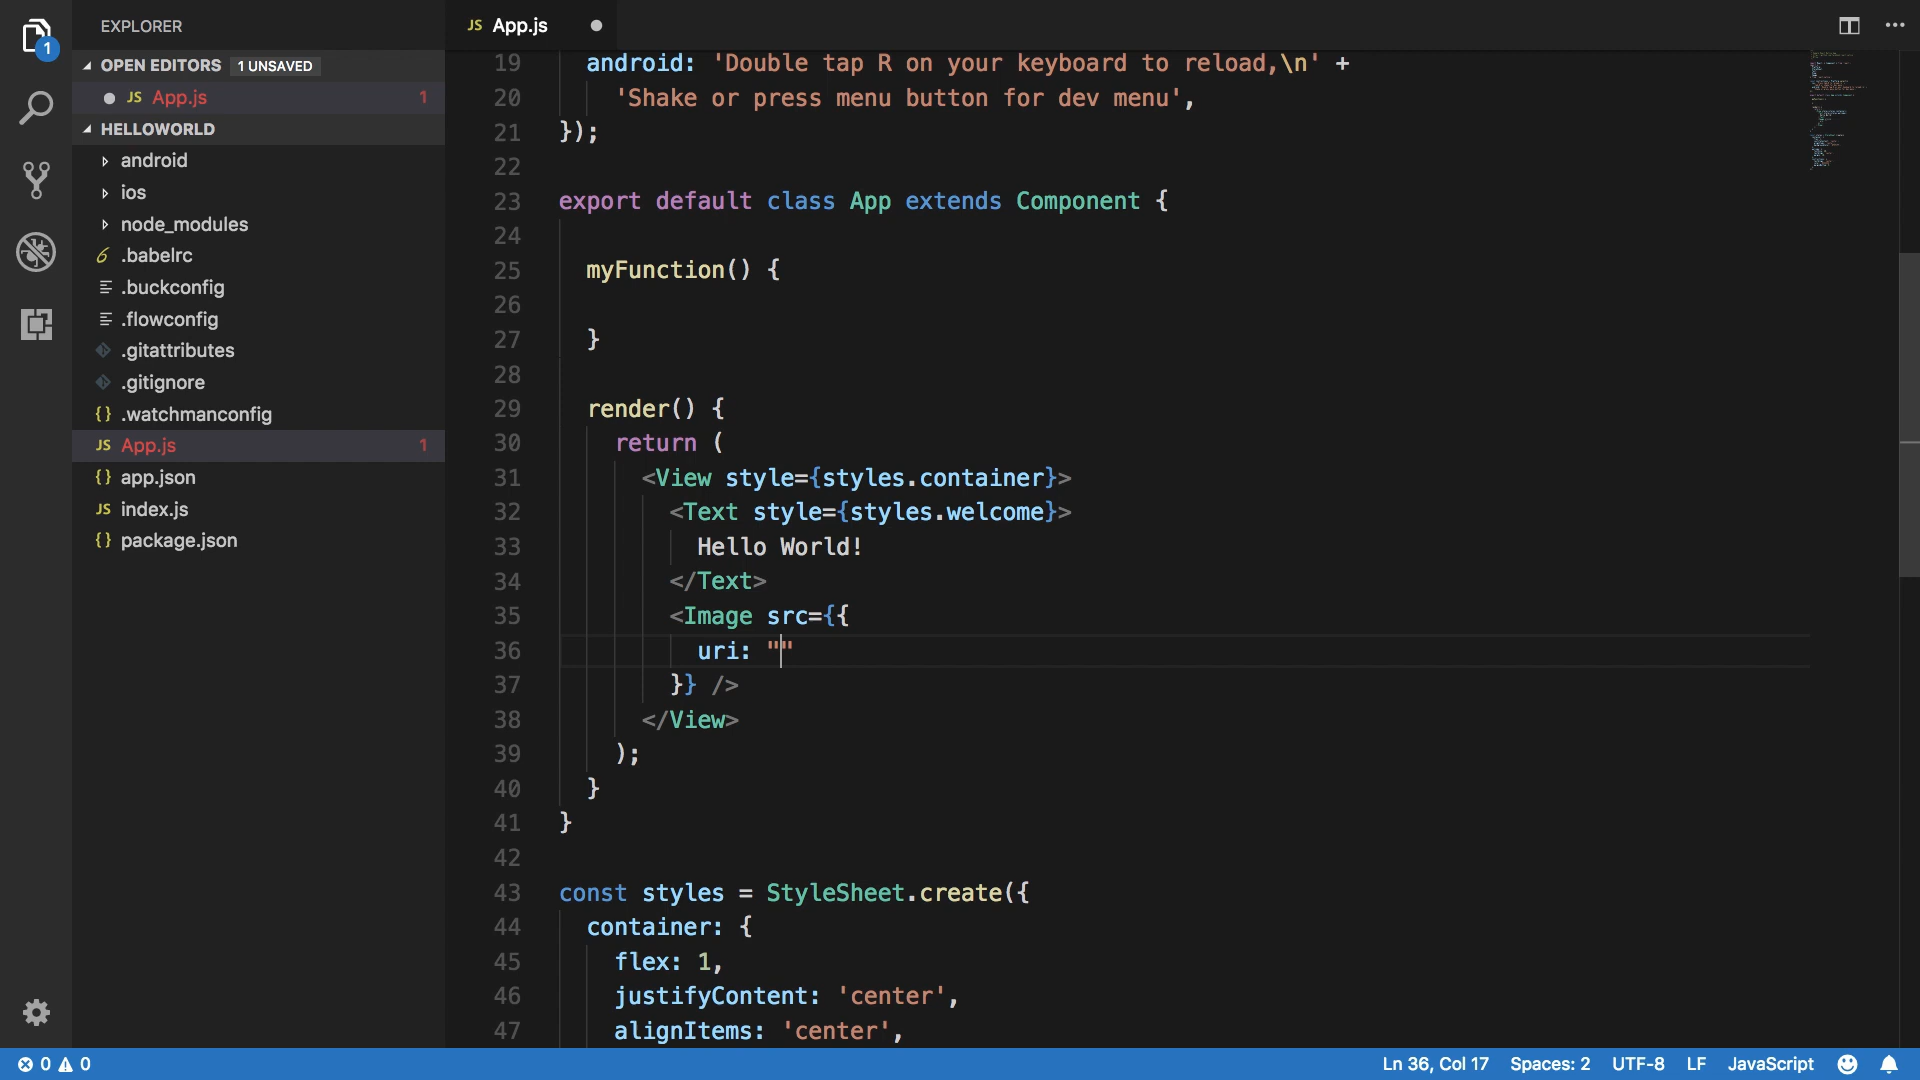 EXPLORER
JS App.js
1
OPEN EDITORS 1 UNSAVED
JS App.js 1
HELLOWORLD
android
ios
node_modules
.babelrc
.buckconfig
.flowconfig
.gitattributes
.gitignore
{} .watchmanconfig
JS App.js 1
{} app.json
JS index.js
{} package.json
19 android: 'Double tap R on your keyboard to reload,\n' +
20 'Shake or press menu button for dev menu',
21 });
22
23 export default class App extends Component {
24
25 myFunction() {
26
27 }
28
29 render() {
30 return (
31 <View style={styles.container}>
32 <Text style={styles.welcome}>
33 Hello World!
34 </Text>
35 <Image src={{
36 uri: ""
37 }} />
38 </View>
39 );
40 }
41 }
42
43 const styles = StyleSheet.create({
44 container: {
45 flex: 1,
46 justifyContent: 'center',
47 alignItems: 'center',
0 0
Ln 36, Col 17 Spaces: 2 UTF-8 LF JavaScript